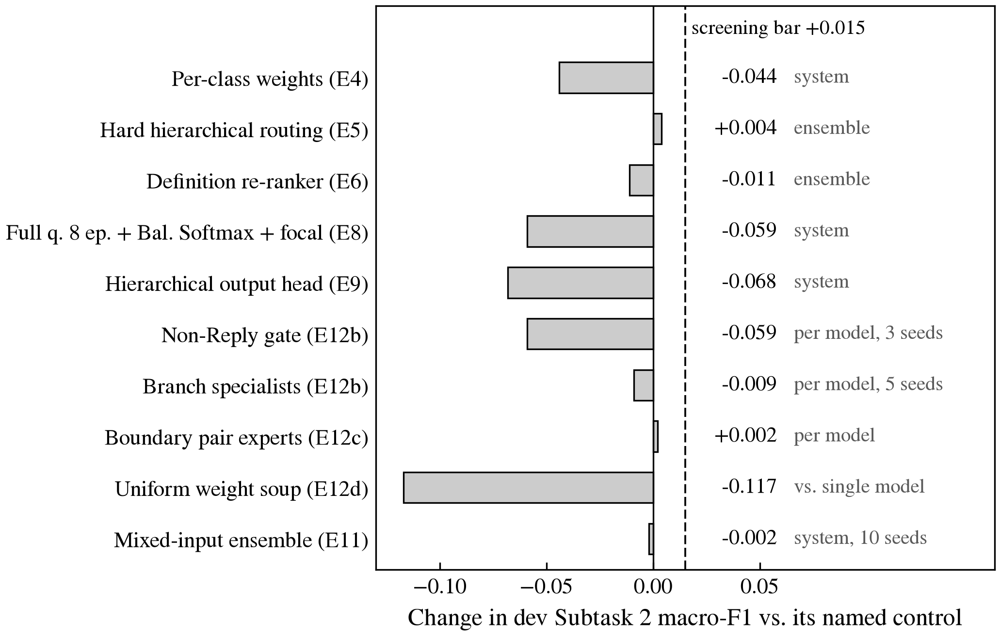 screening bar +0.015
Per-class weights (E4) -0.044 system
Hard hierarchical routing (E5) +0.004 ensemble
Definition re-ranker (E6) -0.011 ensemble
Full q. 8 ep. + Bal. Softmax + focal (E8) -0.059 system
Hierarchical output head (E9) -0.068 system
Non-Reply gate (E12b) -0.059 per model, 3 seeds
Branch specialists (E12b) -0.009 per model, 5 seeds
Boundary pair experts (E12c) +0.002 per model
Uniform weight soup (E12d) -0.117 vs. single model
Mixed-input ensemble (E11) -0.002 system, 10 seeds
−0.10 −0.05 0.00 0.05
Change in dev Subtask 2 macro-F1 vs. its named control